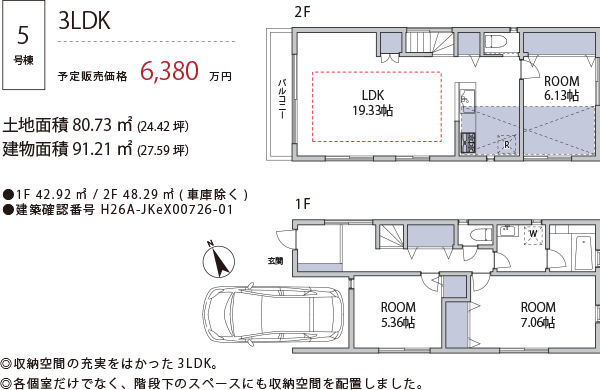 5
号棟
3LDK
予定販売価格 6,380 万円
土地面積 80.73 ㎡ (24.42 坪)
建物面積 91.21 ㎡ (27.59 坪)
●1F 42.92 ㎡ / 2F 48.29 ㎡ ( 車庫除く )
●建築確認番号 H26A-JKeX00726-01
2F
バルコニー
LDK
19.33帖
ROOM
6.13帖
R
1F
玄関
W
N
ROOM
5.36帖
ROOM
7.06帖
◎収納空間の充実をはかった 3LDK。
◎各個室だけでなく、階段下のスペースにも収納空間を配置しました。